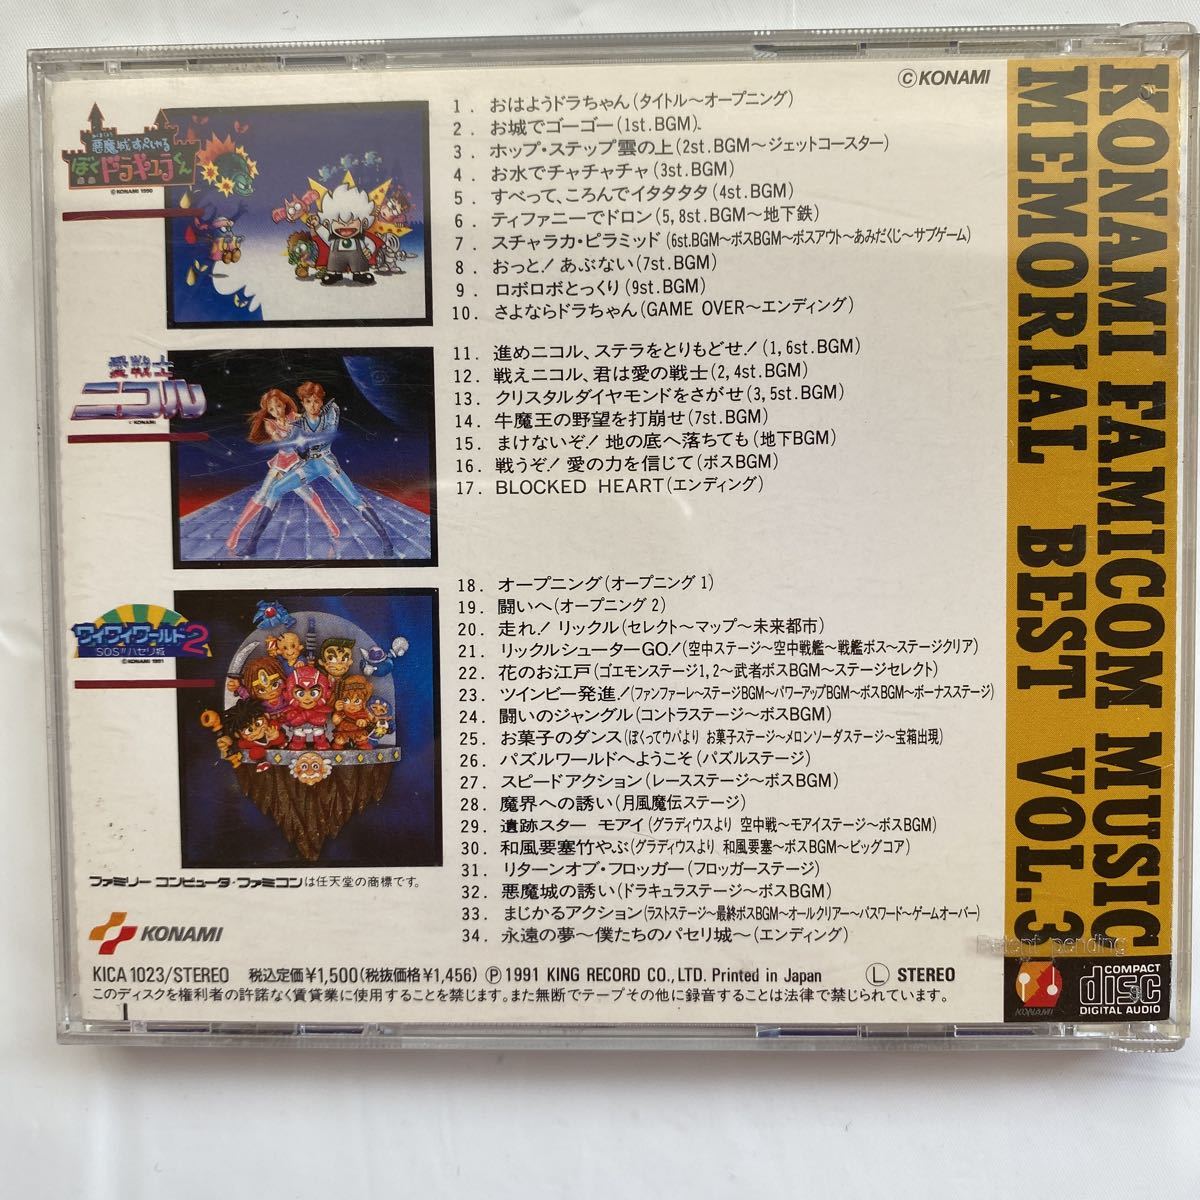 ©KONAMI
悪魔城すぺしゃる
ぼくドラキュラくん
©KONAMI 1990
1. おはようドラちゃん(タイトル〜オープニング)
2. お城でゴーゴー(1st.BGM)
3. ホップ・ステップ雲の上(2st.BGM〜ジェットコースター)
4. お水でチャチャチャ(3st.BGM)
5. すべって、ころんでイタタタタ(4st.BGM)
6. ティファニーでドロン(5,8st.BGM〜地下鉄)
7. スチャラカ・ピラミッド(6st.BGM〜ボスBGM〜ボスアウト〜あみだくじ〜サブゲーム)
8. おっと!あぶない(7st.BGM)
9. ロボロボとっくり(9st.BGM)
10. さよならドラちゃん(GAME OVER〜エンディング)
愛戦士
ニコル
©KONAMI
11. 進めニコル、ステラをとりもどせ!(1,6st.BGM)
12. 戦えニコル、君は愛の戦士(2,4st.BGM)
13. クリスタルダイヤモンドをさがせ(3,5st.BGM)
14. 牛魔王の野望を打崩せ(7st.BGM)
15. まけないぞ!地の底へ落ちても(地下BGM)
16. 戦うぞ!愛の力を信じて(ボスBGM)
17. BLOCKED HEART(エンディング)
ワイワイワールド2
SOS!!パセリ城
©KONAMI 1991
18. オープニング(オープニング1)
19. 闘いへ(オープニング2)
20. 走れ!リックル(セレクト〜マップ〜未来都市)
21. リックルシューターGO!(空中ステージ〜空中戦艦〜戦艦ボス〜ステージクリア)
22. 花のお江戸(ゴエモンステージ1,2〜武者ボスBGM〜ステージセレクト)
23. ツインビー発進!(ファンファーレ〜ステージBGM〜パワーアップBGM〜ボスBGM〜ボーナスステージ)
24. 闘いのジャングル(コントラステージ〜ボスBGM)
25. お菓子のダンス(ぼくってウパより お菓子ステージ〜メロンソーダステージ〜宝箱出現)
26. パズルワールドへようこそ(パズルステージ)
27. スピードアクション(レースステージ〜ボスBGM)
28. 魔界への誘い(月風魔伝ステージ)
29. 遺跡スター モアイ(グラディウスより 空中戦〜モアイステージ〜ボスBGM)
30. 和風要塞竹やぶ(グラディウスより 和風要塞〜ボスBGM〜ビッグコア)
31. リターンオブ・フロッガー(フロッガーステージ)
32. 悪魔城の誘い(ドラキュラステージ〜ボスBGM)
33. まじかるアクション(ラストステージ〜最終ボスBGM〜オールクリアー〜パスワード〜ゲームオーバー)
34. 永遠の夢〜僕たちのパセリ城〜(エンディング)
ファミリーコンピュータ・ファミコンは任天堂の商標です。
KONAMI
KICA 1023/STEREO 税込定価¥1,500(税抜価格¥1,456) Ⓟ 1991 KING RECORD CO., LTD. Printed in Japan Ⓛ STEREO
このディスクを権利者の許諾なく賃貸業に使用することを禁じます。また無断でテープその他に録音することは法律で禁じられています。
KONAMI FAMICOM MUSIC
MEMORIAL BEST VOL.3
Patent pending
KONAMI
COMPACT
disc
DIGITAL AUDIO